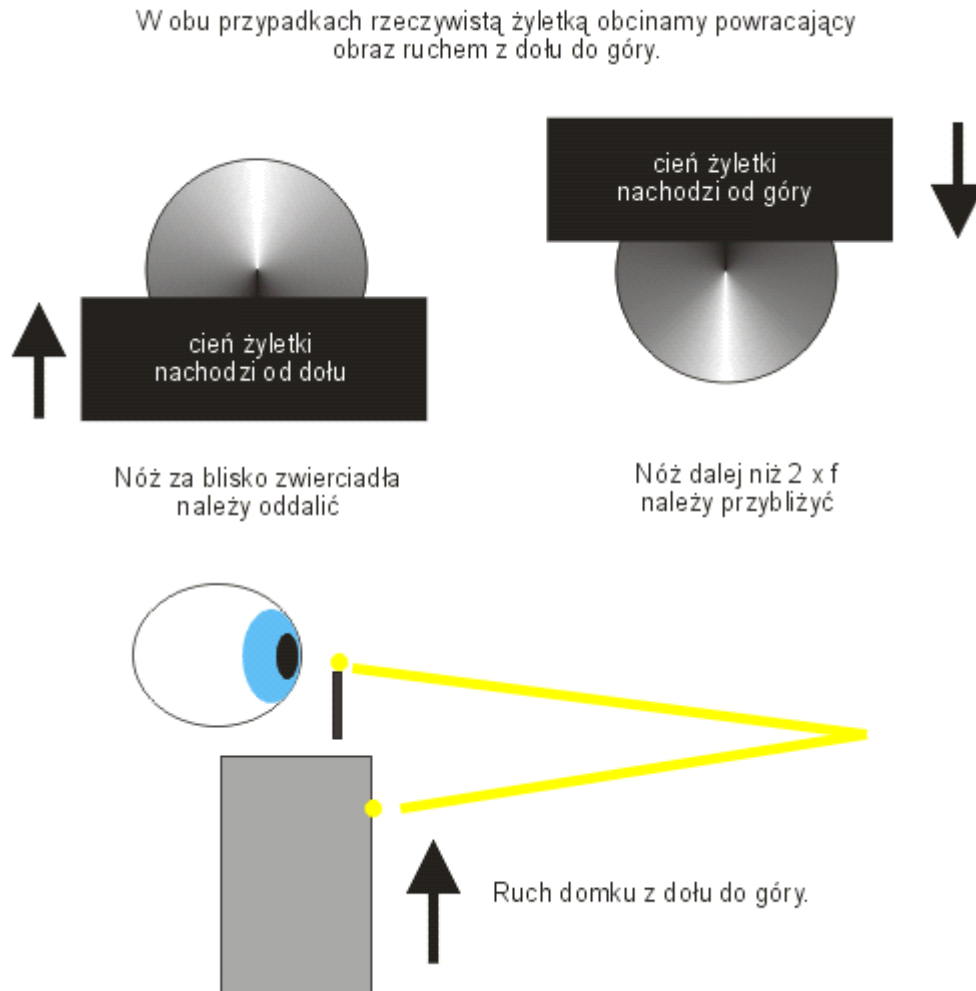 W obu przypadkach rzeczywistą żyletką obcinamy powracający
obraz ruchem z dołu do góry.
cień żyletki
nachodzi od dołu
cień żyletki
nachodzi od góry
Nóż za blisko zwierciadła
należy oddalić
Nóż dalej niż 2 x f
należy przybliżyć
Ruch domku z dołu do góry.